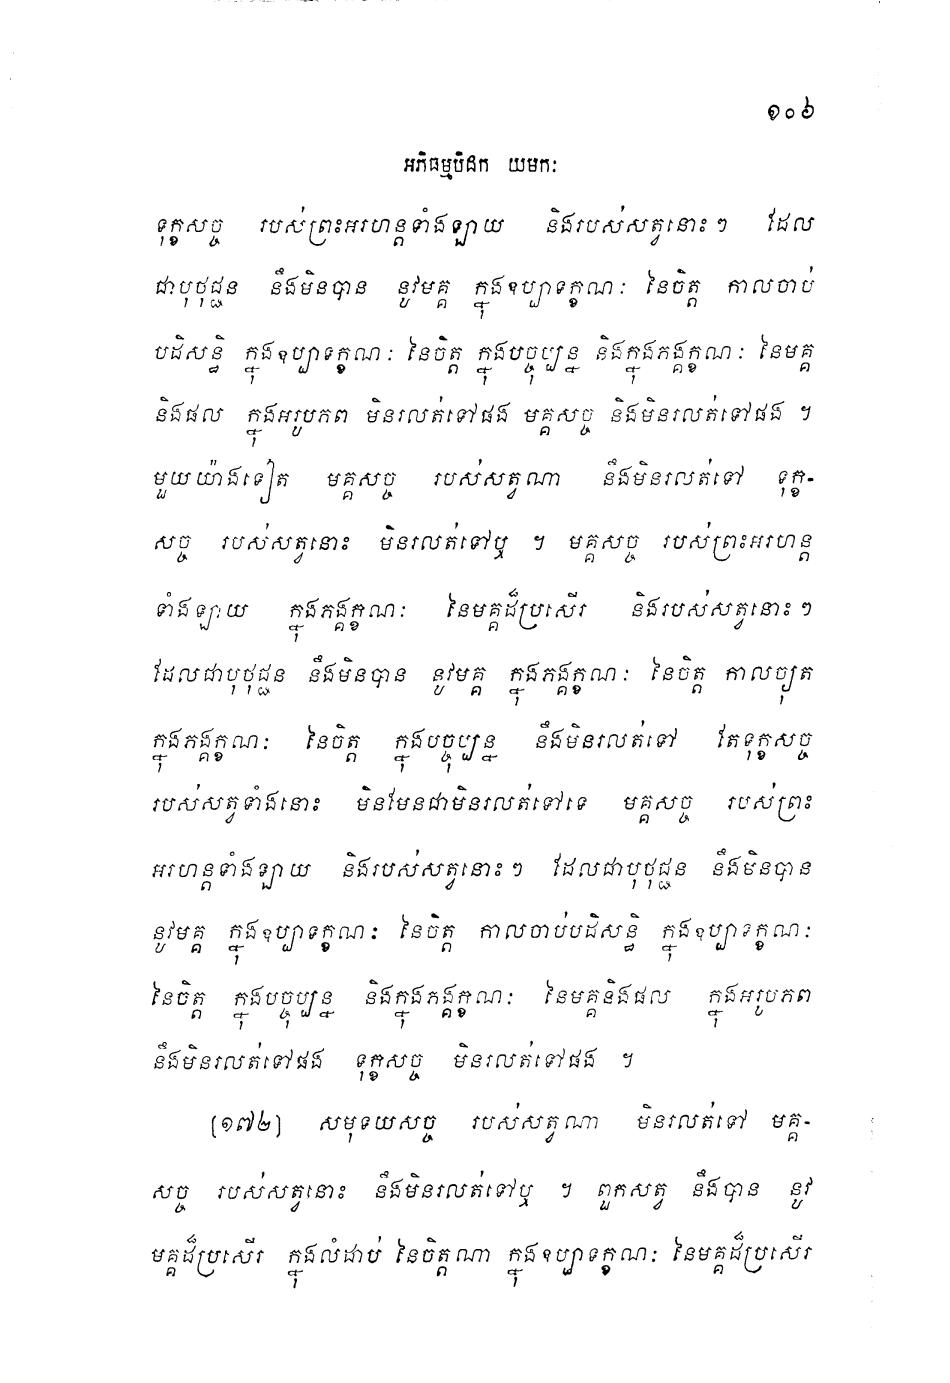 ១០៦
អភិធម្មបិដក យមកៈ
ទុក្ខសច្ច របស់ព្រះអរហន្តទាំងឡាយ និងរបស់សត្វនោះៗ ដែល
ជាបុថុជ្ជន នឹងមិនបាន នូវមគ្គ ក្នុងឧប្បាទក្ខណៈ នៃចិត្ត កាលចាប់
បដិសន្ធិ ក្នុងឧប្បាទក្ខណៈ នៃចិត្ត ក្នុងបច្ចុប្បន្ន និងក្នុងភង្គក្ខណៈ នៃមគ្គ
និងផល ក្នុងអរូបភព មិនរលត់ទៅផង មគ្គសច្ច និងមិនរលត់ទៅផង ។
មួយយ៉ាងទៀត មគ្គសច្ច របស់សត្វណា នឹងមិនរលត់ទៅ ទុក្ខ-
សច្ច របស់សត្វនោះ មិនរលត់ទៅឬ ។ មគ្គសច្ច របស់ព្រះអរហន្ត
ទាំងឡាយ ក្នុងភង្គក្ខណៈ នៃមគ្គដ៏ប្រសើរ និងរបស់សត្វនោះៗ
ដែលជាបុថុជ្ជន នឹងមិនបាន នូវមគ្គ ក្នុងភង្គក្ខណៈ នៃចិត្ត កាលច្យុត
ក្នុងភង្គក្ខណៈ នៃចិត្ត ក្នុងបច្ចុប្បន្ន នឹងមិនរលត់ទៅ តែទុក្ខសច្ច
របស់សត្វទាំងនោះ មិនមែនជាមិនរលត់ទៅទេ មគ្គសច្ច របស់ព្រះ
អរហន្តទាំងឡាយ និងរបស់សត្វនោះៗ ដែលជាបុថុជ្ជន នឹងមិនបាន
នូវមគ្គ ក្នុងឧប្បាទក្ខណៈ នៃចិត្ត កាលចាប់បដិសន្ធិ ក្នុងឧប្បាទក្ខណៈ
នៃចិត្ត ក្នុងបច្ចុប្បន្ន និងក្នុងភង្គក្ខណៈ នៃមគ្គនិងផល ក្នុងអរូបភព
នឹងមិនរលត់ទៅផង ទុក្ខសច្ច មិនរលត់ទៅផង ។
[១៧២] សមុទយសច្ច របស់សត្វណា មិនរលត់ទៅ មគ្គ-
សច្ច របស់សត្វនោះ នឹងមិនរលត់ទៅឬ ។ ពួកសត្វ នឹងបាន នូវ
មគ្គដ៏ប្រសើរ ក្នុងលំដាប់ នៃចិត្តណា ក្នុងឧប្បាទក្ខណៈ នៃមគ្គដ៏ប្រសើរ